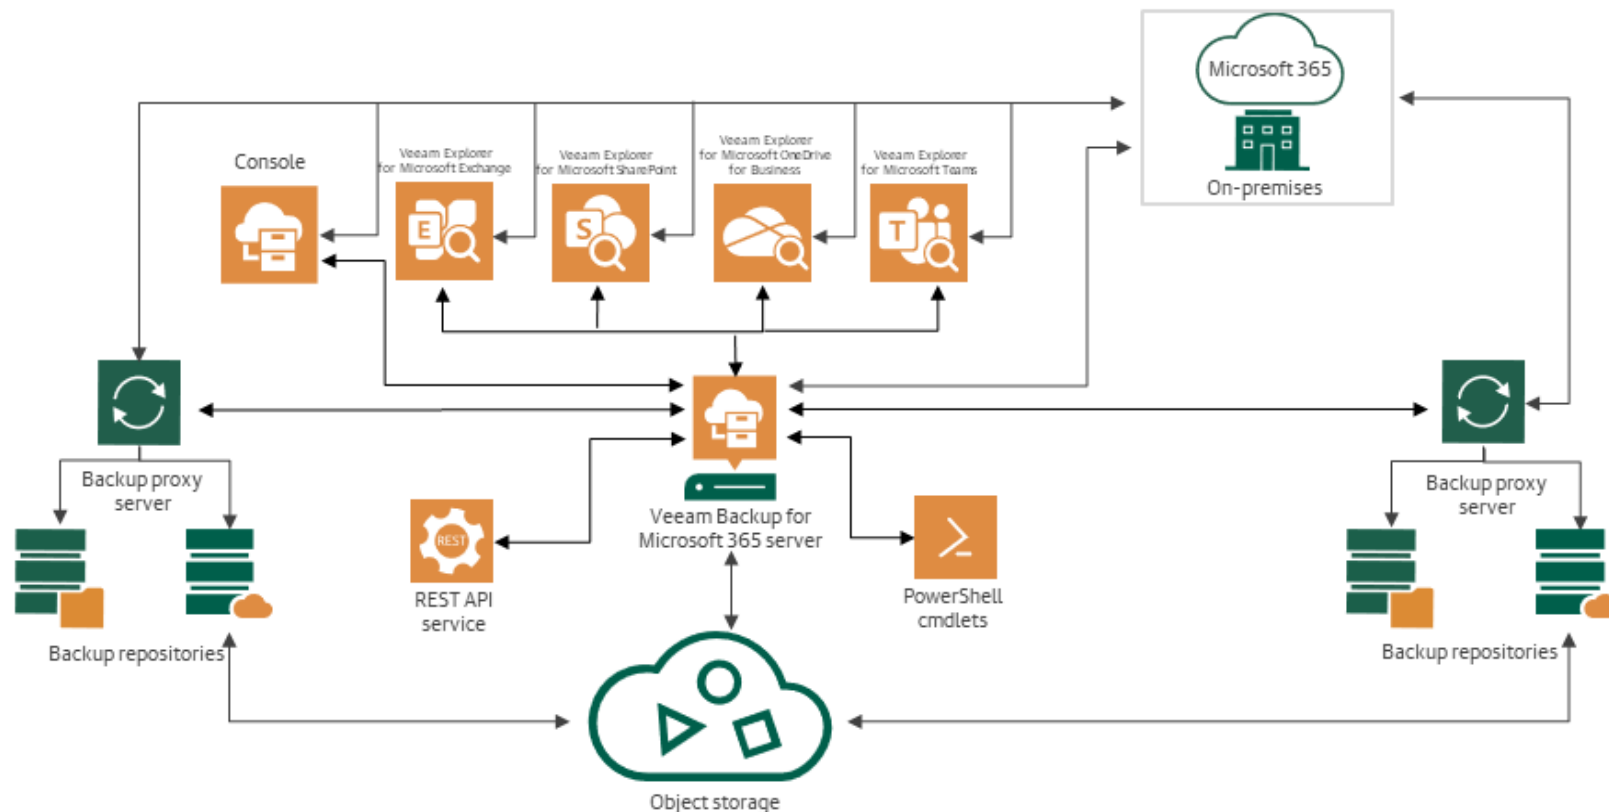 Microsoft 365
On-premises
Console
Veeam Explorer
for Microsoft Exchange
Veeam Explorer
for Microsoft SharePoint
Veeam Explorer
for Microsoft OneDrive
for Business
Veeam Explorer
for Microsoft Teams
E
S
T
Backup proxy
server
Backup repositories
REST
REST API
service
Veeam Backup for
Microsoft 365 server
PowerShell
cmdlets
Backup proxy
server
Backup repositories
Object storage